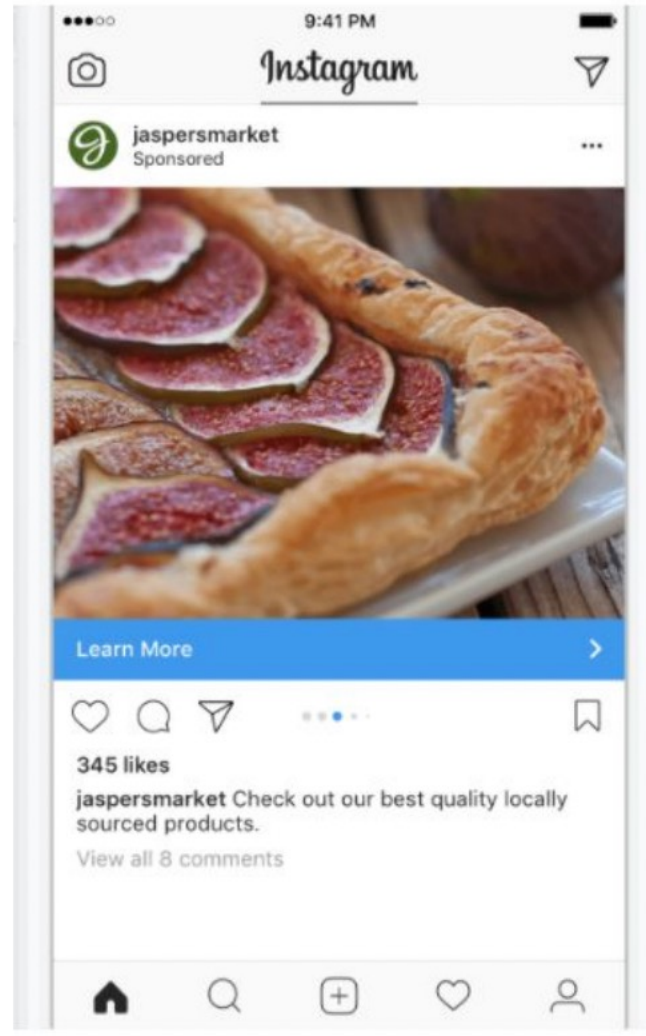 9:41 PM
Instagram
jaspersmarket
Sponsored
Learn More
345 likes
jaspersmarket Check out our best quality locally
sourced products.
View all 8 comments